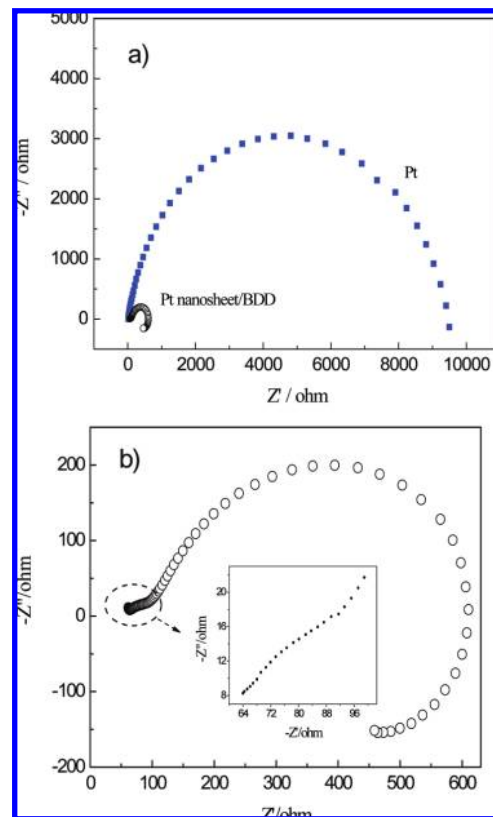 5000
a)
4000
3000
2000
1000
0
-Z'' / ohm
Pt
Pt nanosheet/BDD
0 2000 4000 6000 8000 10000
Z' / ohm
b)
200
100
0
-100
-200
-Z''/ohm
20
16
12
8
-Z''/ohm
64 72 80 88 96
-Z'/ohm
0 100 200 300 400 500 600
Z'/ohm